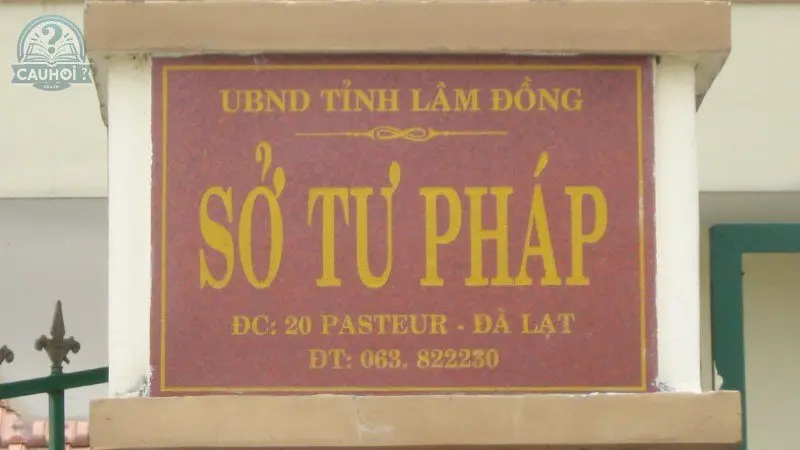 CAUHOI ?
UBND TỈNH LÂM ĐỒNG
SỞ TƯ PHÁP
ĐC: 20 PASTEUR - ĐÀ LẠT
ĐT: 063. 822230